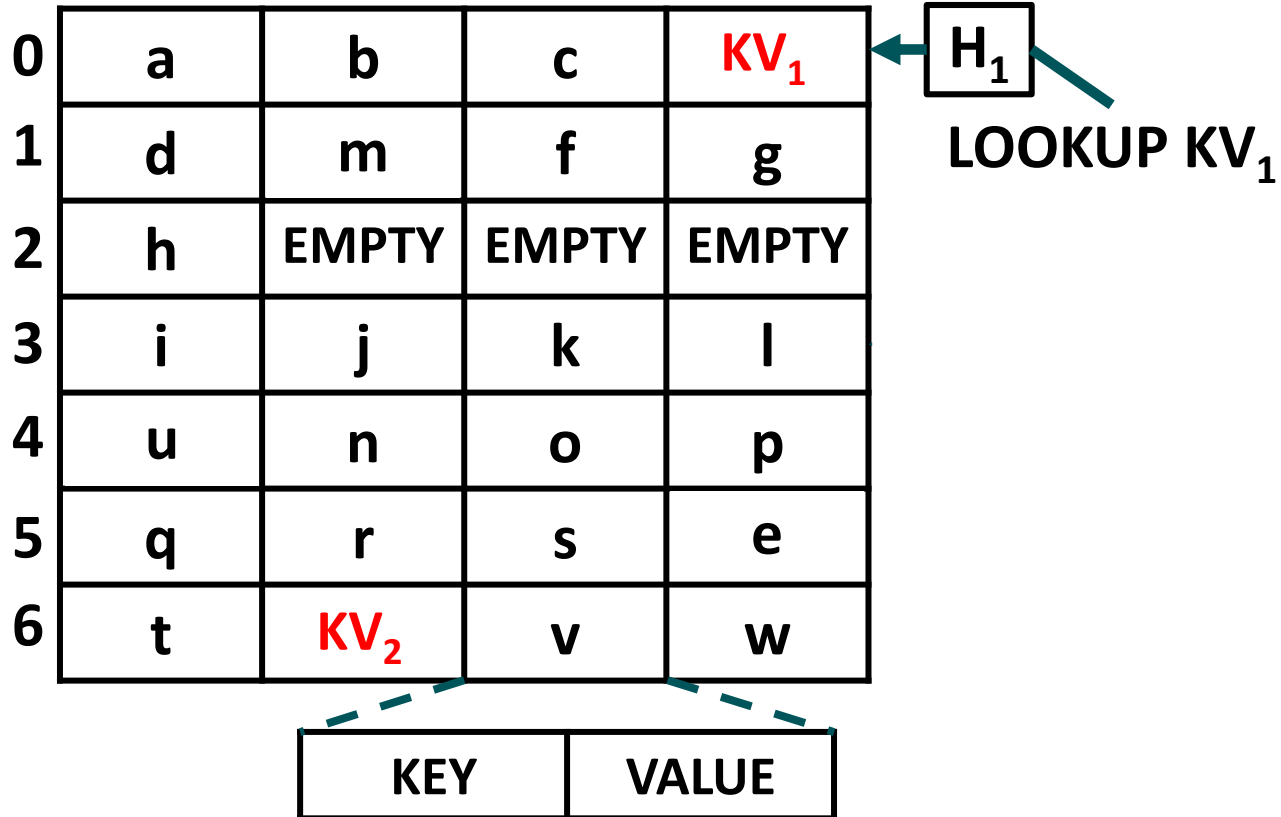 0 a b c KV₁ H₁
1 d m f g LOOKUP KV₁
2 h EMPTY EMPTY EMPTY
3 i j k l
4 u n o p
5 q r s e
6 t KV₂ v w
KEY VALUE